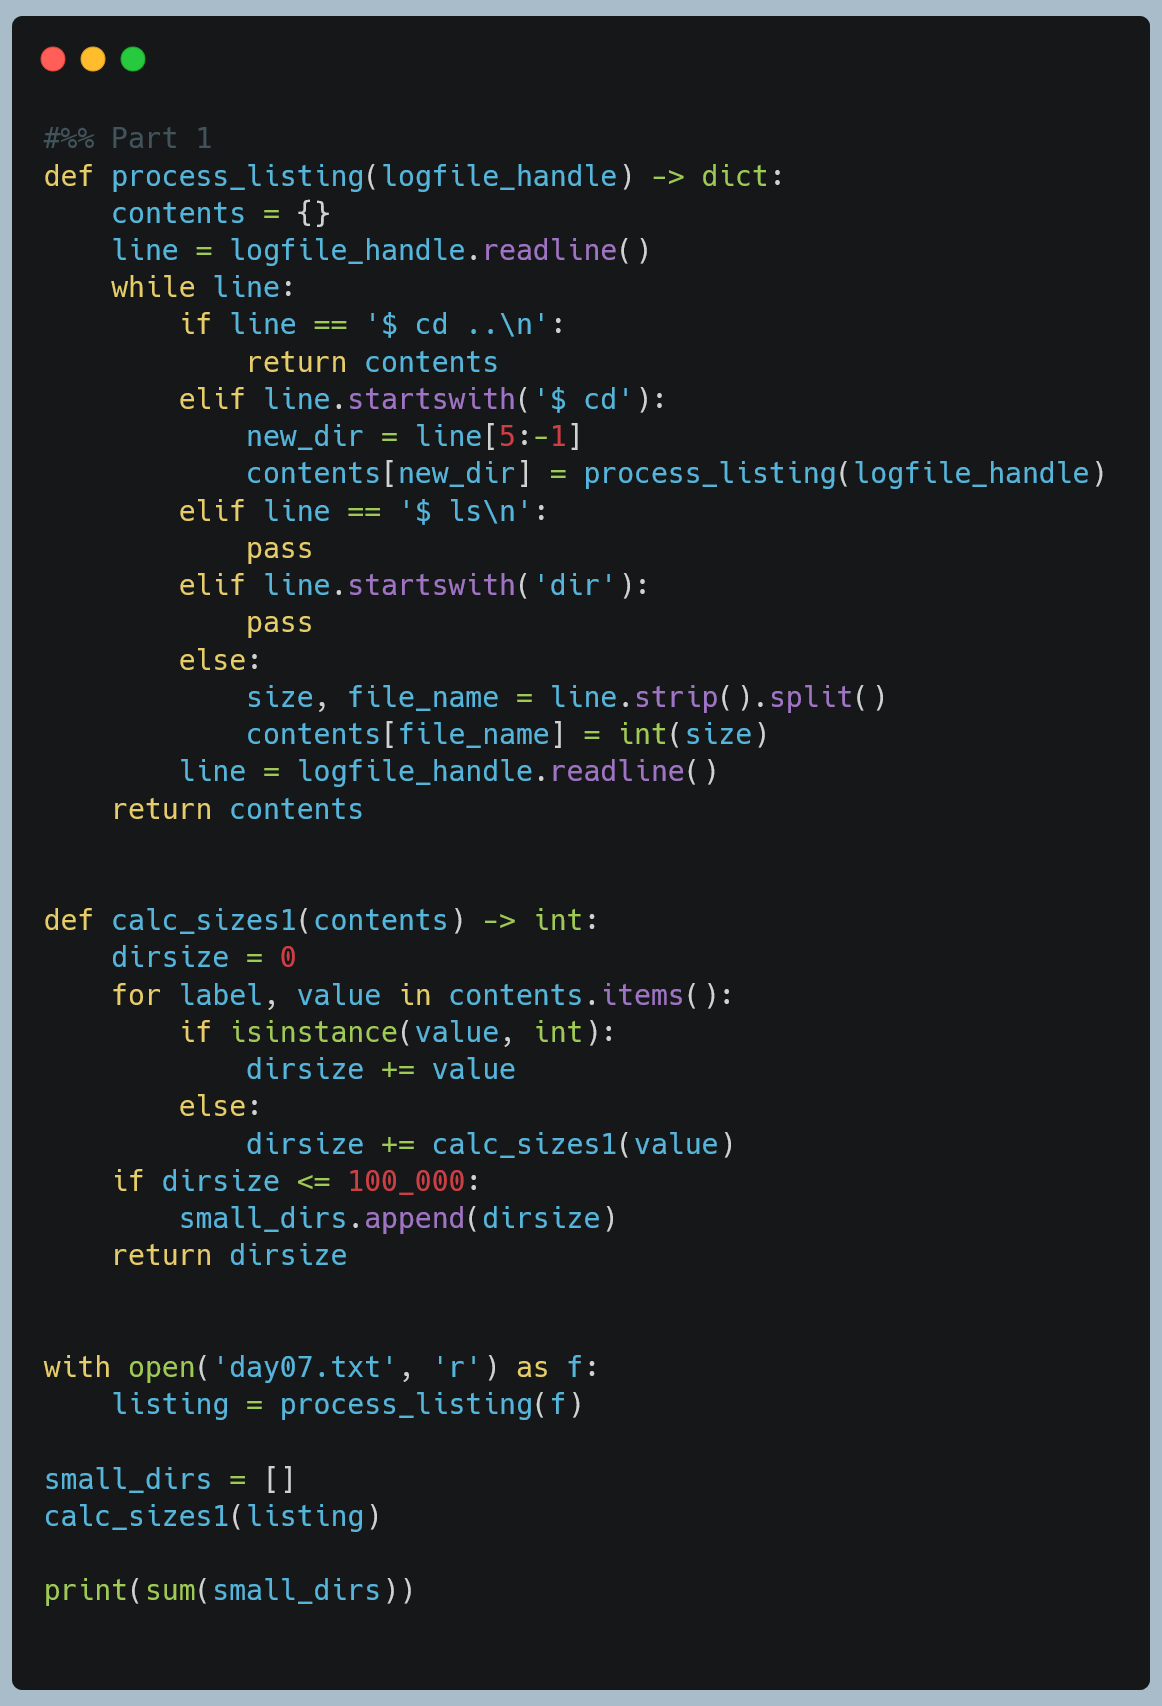 #%% Part 1
def process_listing(logfile_handle) -> dict:
    contents = {}
    line = logfile_handle.readline()
    while line:
        if line == '$ cd ..\n':
            return contents
        elif line.startswith('$ cd'):
            new_dir = line[5:-1]
            contents[new_dir] = process_listing(logfile_handle)
        elif line == '$ ls\n':
            pass
        elif line.startswith('dir'):
            pass
        else:
            size, file_name = line.strip().split()
            contents[file_name] = int(size)
        line = logfile_handle.readline()
    return contents


def calc_sizes1(contents) -> int:
    dirsize = 0
    for label, value in contents.items():
        if isinstance(value, int):
            dirsize += value
        else:
            dirsize += calc_sizes1(value)
    if dirsize <= 100_000:
        small_dirs.append(dirsize)
    return dirsize


with open('day07.txt', 'r') as f:
    listing = process_listing(f)

small_dirs = []
calc_sizes1(listing)

print(sum(small_dirs))